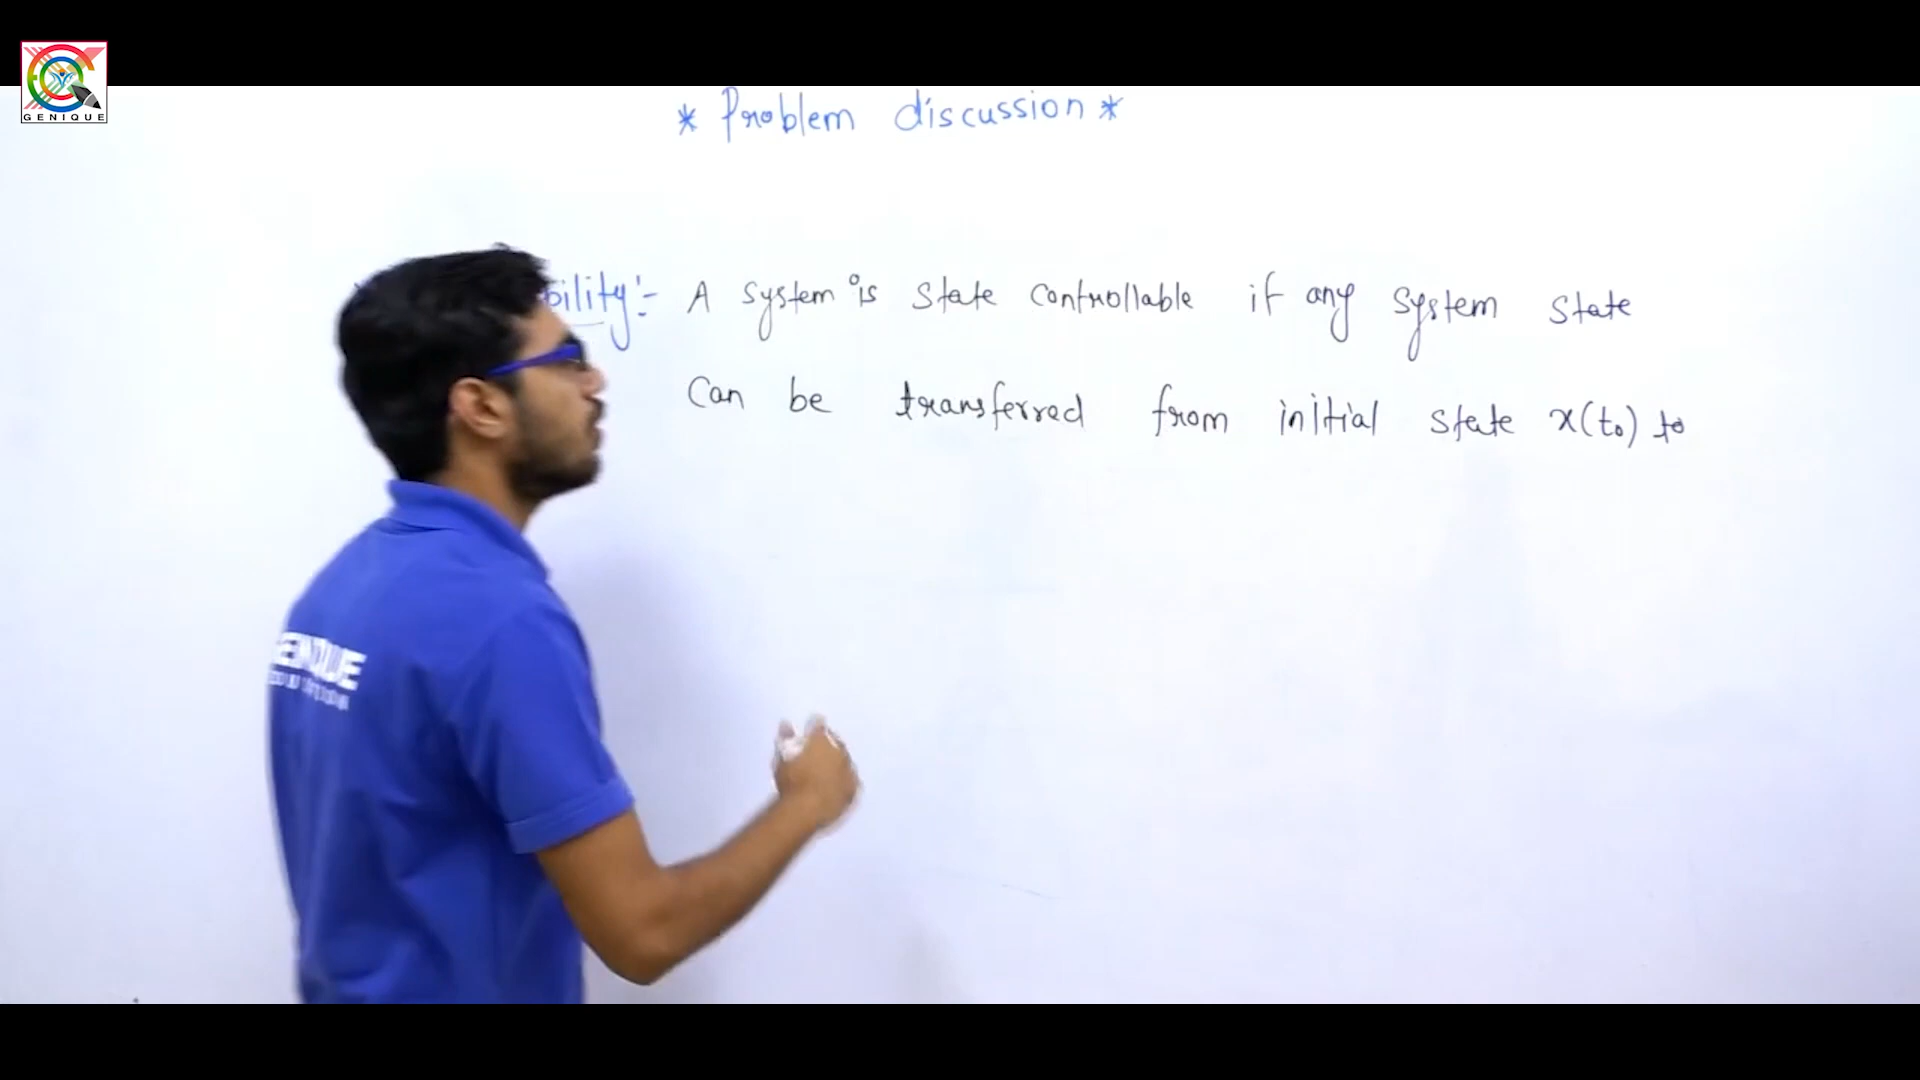 GENIQUE
* Problem discussion *
bility:- A system is state controllable if any system state
can be transferred from initial state x(t₀) to